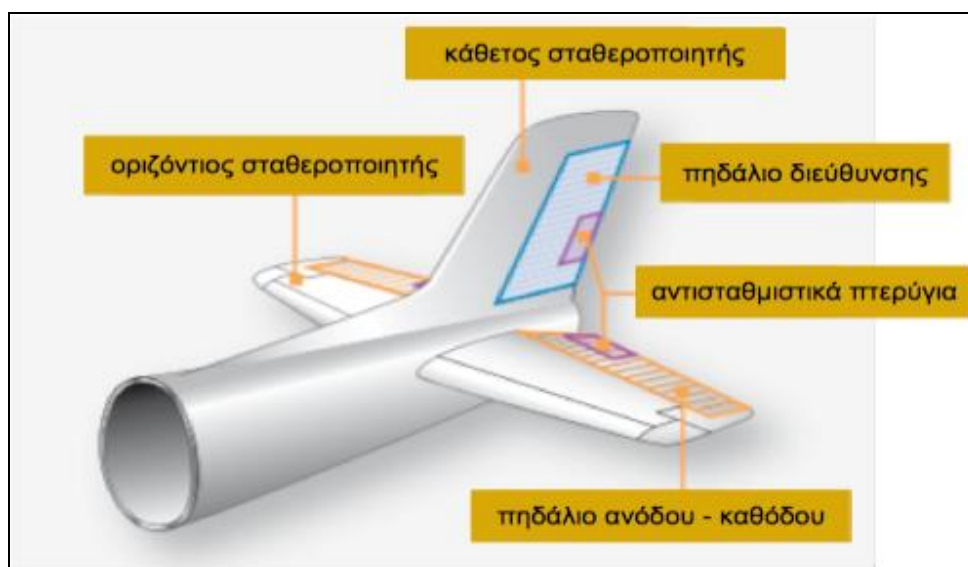 κάθετος σταθεροποιητής
οριζόντιος σταθεροποιητής
πηδάλιο διεύθυνσης
αντισταθμιστικά πτερύγια
πηδάλιο ανόδου - καθόδου